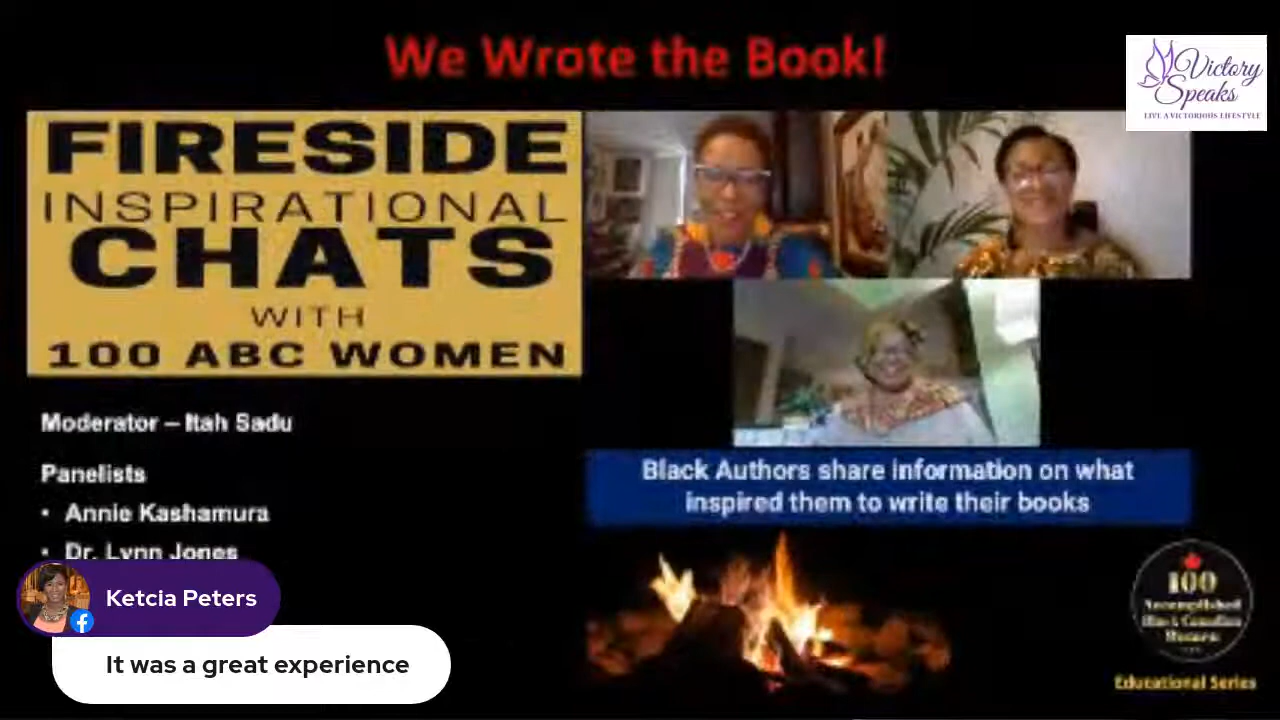 We Wrote the Book!
Victory
Speaks
LIVE A VICTORIOUS LIFESTYLE
FIRESIDE
INSPIRATIONAL
CHATS
WITH
100 ABC WOMEN
Moderator – Itah Sadu
Panelists
• Annie Kashamura
• Dr. Lynn Jones
Black Authors share information on what
inspired them to write their books
Ketcia Peters
It was a great experience
100
Accomplished
Black Canadian
Women
Educational Series